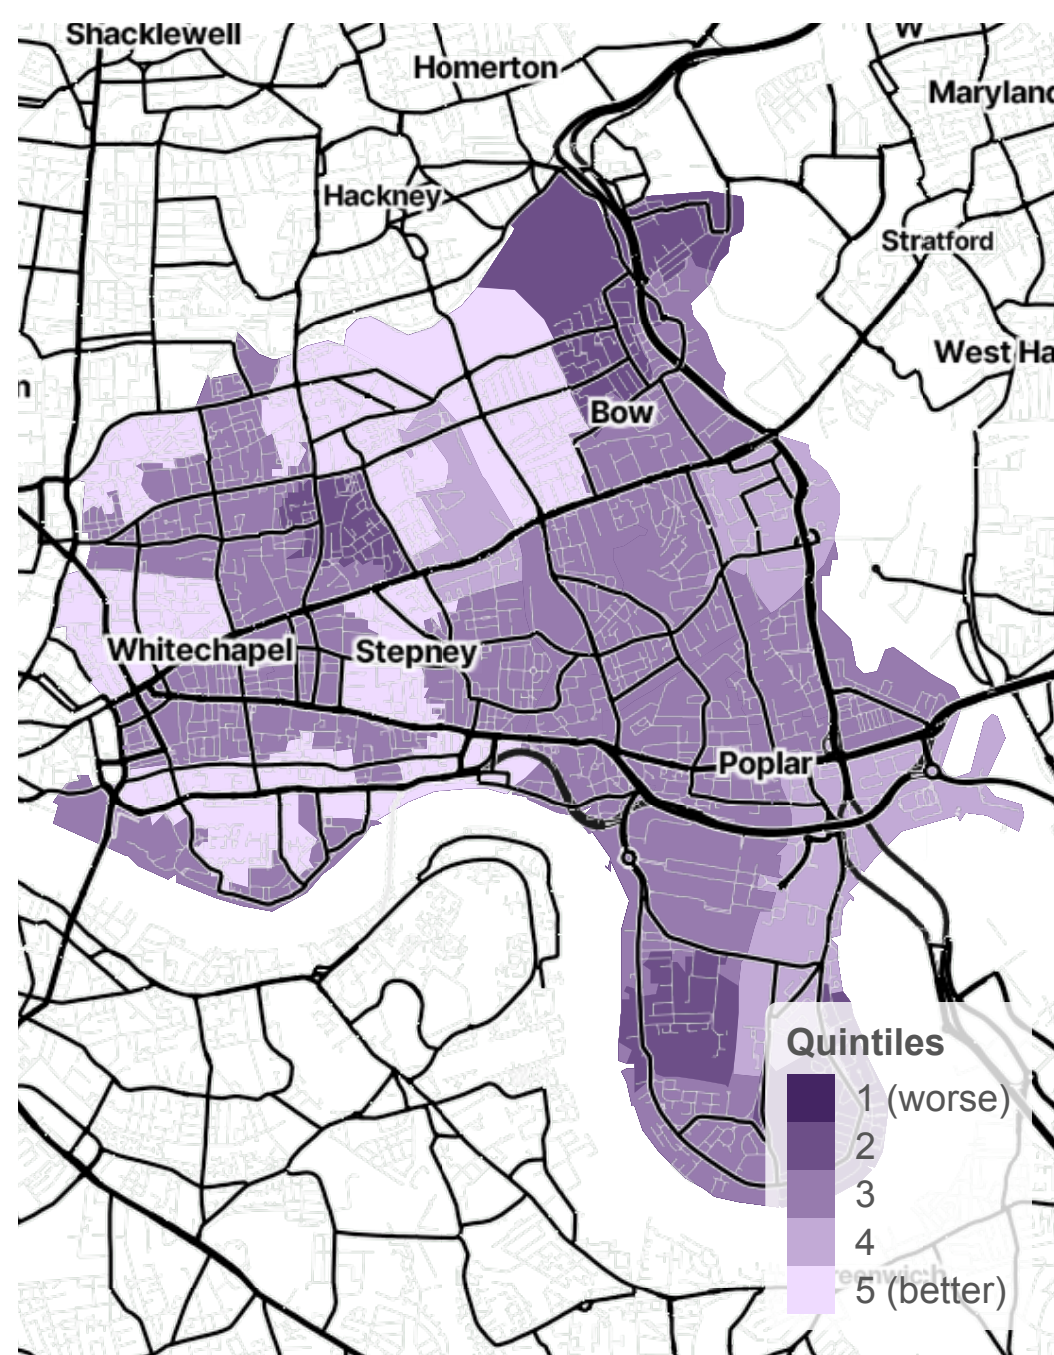 Shacklewell
W
Homerton
Maryland
Hackney
Stratford
West Ha
n
Bow
Whitechapel
Stepney
Poplar
Quintiles
1 (worse)
2
3
4
5 (better)
reenwich